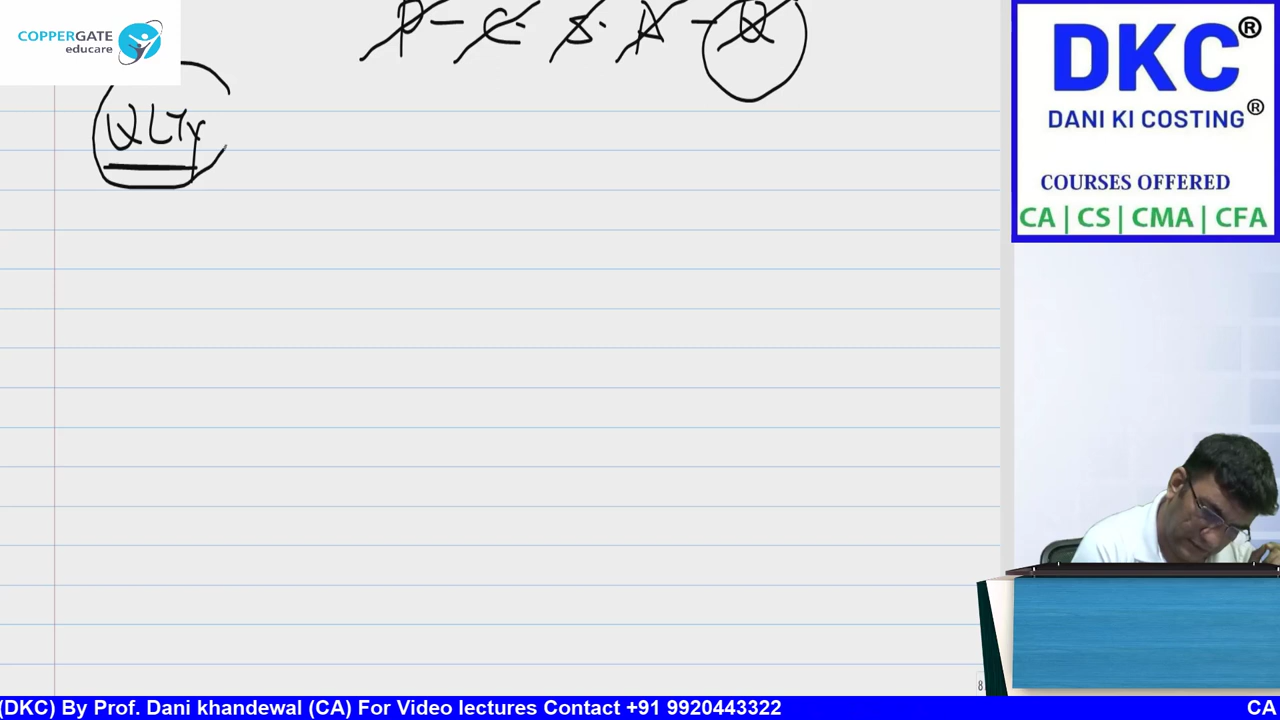 COPPERGATE
educare
P - C - S - A - Q
QLTY
DKC®
DANI KI COSTING®
COURSES OFFERED
CA | CS | CMA | CFA
8
(DKC) By Prof. Dani khandewal (CA) For Video lectures Contact +91 9920443322
CA